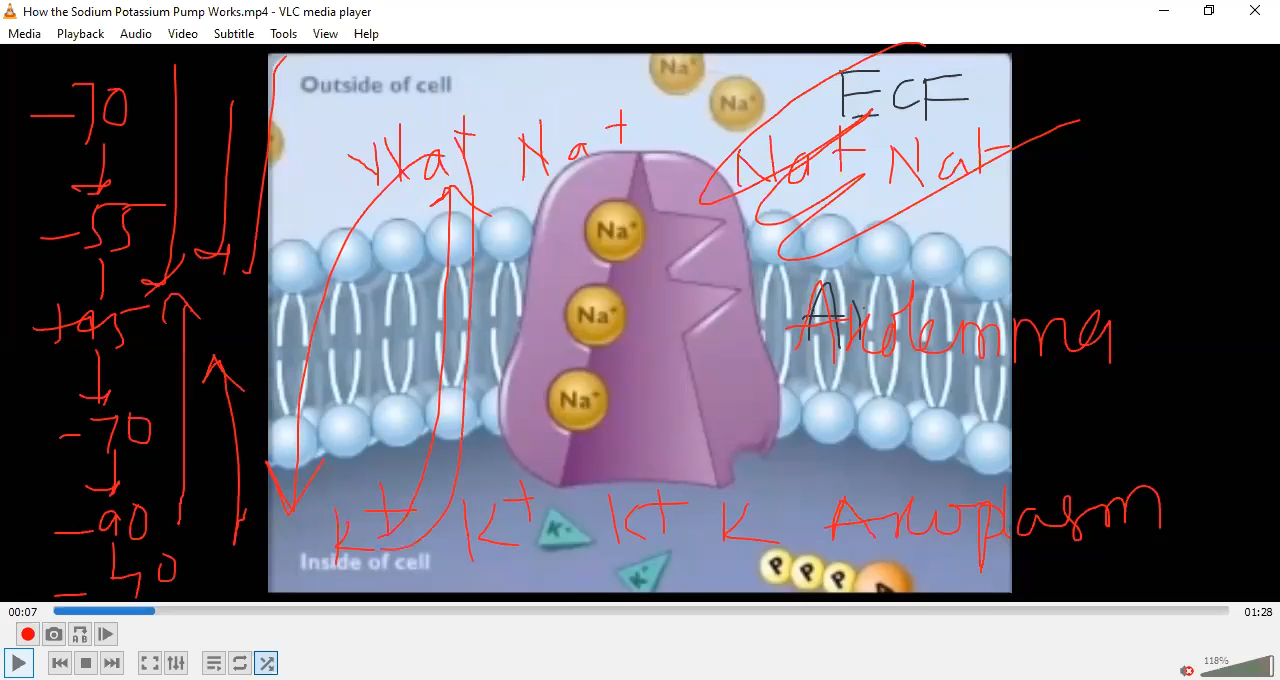 How the Sodium Potassium Pump Works.mp4 - VLC media player
Media Playback Audio Video Subtitle Tools View Help
Outside of cell
Na⁺
Na⁺
ECF
Na⁺ Na⁺ Na⁺ Na⁺
Na⁺
Na⁺
Na⁺
-70
-55
+45
-70
-90
-70
A
Axolemma
K⁺ K⁺ K⁺ K
Axoplasm
K⁺
K⁺
Inside of cell
P P P A
00:07
01:28
118%